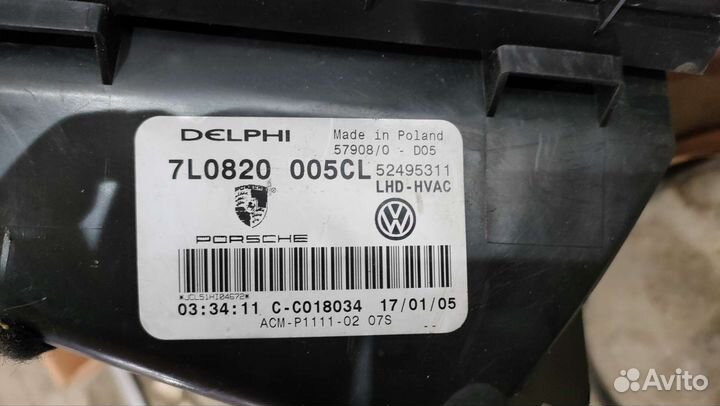 DELPHI Made in Poland
57908/0 - D05
7L0820 005CL 52495311
LHD-HVAC
PORSCHE
*JCL51HI04672*
03:34:11 C-C018034 17/01/05
ACM-P1111-02 07S --
Avito